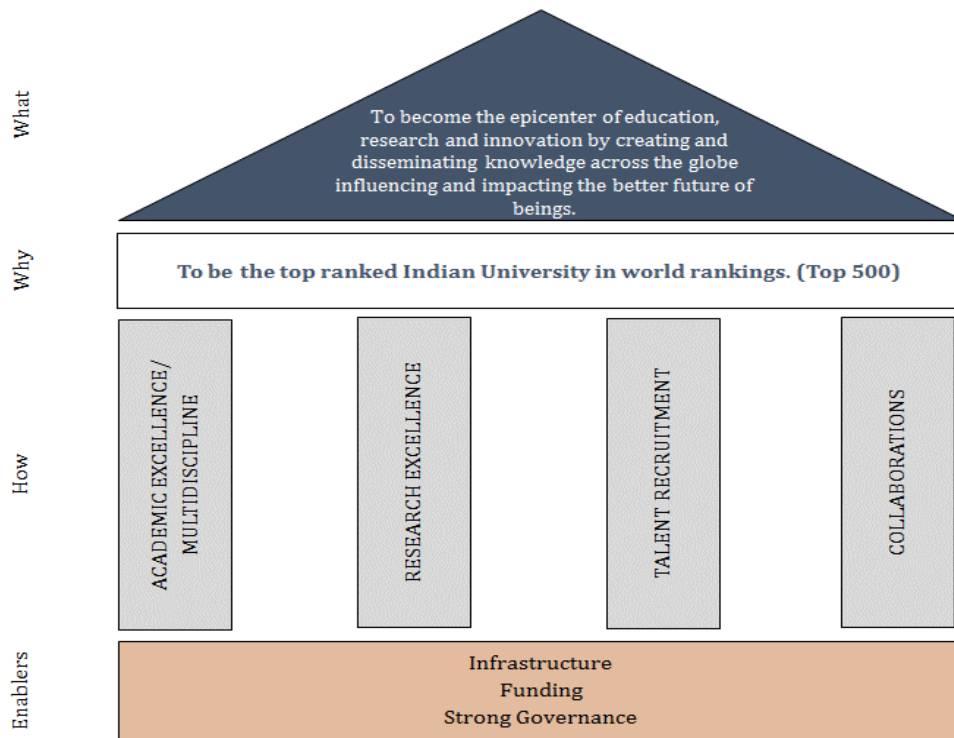 What
To become the epicenter of education,
research and innovation by creating and
disseminating knowledge across the globe
influencing and impacting the better future of
beings.
Why
To be the top ranked Indian University in world rankings. (Top 500)
How
ACADEMIC EXCELLENCE/
MULTIDISCIPLINE
RESEARCH EXCELLENCE
TALENT RECRUITMENT
COLLABORATIONS
Enablers
Infrastructure
Funding
Strong Governance